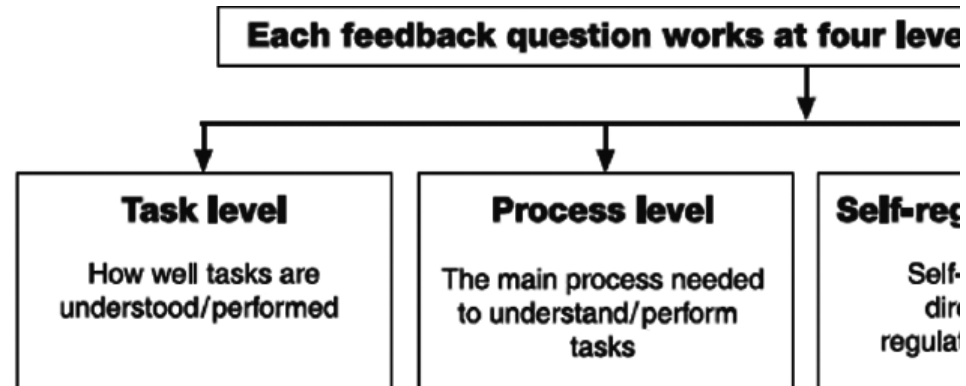 Each feedback question works at four leve
Task level
How well tasks are
understood/performed
Process level
The main process needed
to understand/perform
tasks
Self-reg
Self-
dire
regulat